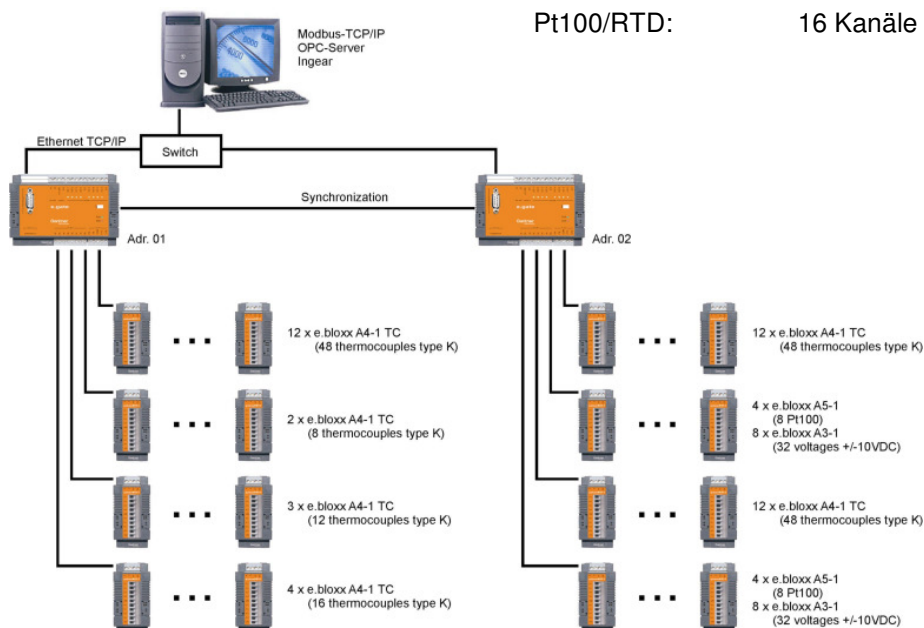 Pt100/RTD: 16 Kanäle
Modbus-TCP/IP
OPC-Server
Ingear
Ethernet TCP/IP
Switch
Synchronization
Adr. 01
Adr. 02
12 x e.bloxx A4-1 TC
(48 thermocouples type K)
2 x e.bloxx A4-1 TC
(8 thermocouples type K)
3 x e.bloxx A4-1 TC
(12 thermocouples type K)
4 x e.bloxx A4-1 TC
(16 thermocouples type K)
12 x e.bloxx A4-1 TC
(48 thermocouples type K)
4 x e.bloxx A5-1
(8 Pt100)
8 x e.bloxx A3-1
(32 voltages +/-10VDC)
12 x e.bloxx A4-1 TC
(48 thermocouples type K)
4 x e.bloxx A5-1
(8 Pt100)
8 x e.bloxx A3-1
(32 voltages +/-10VDC)